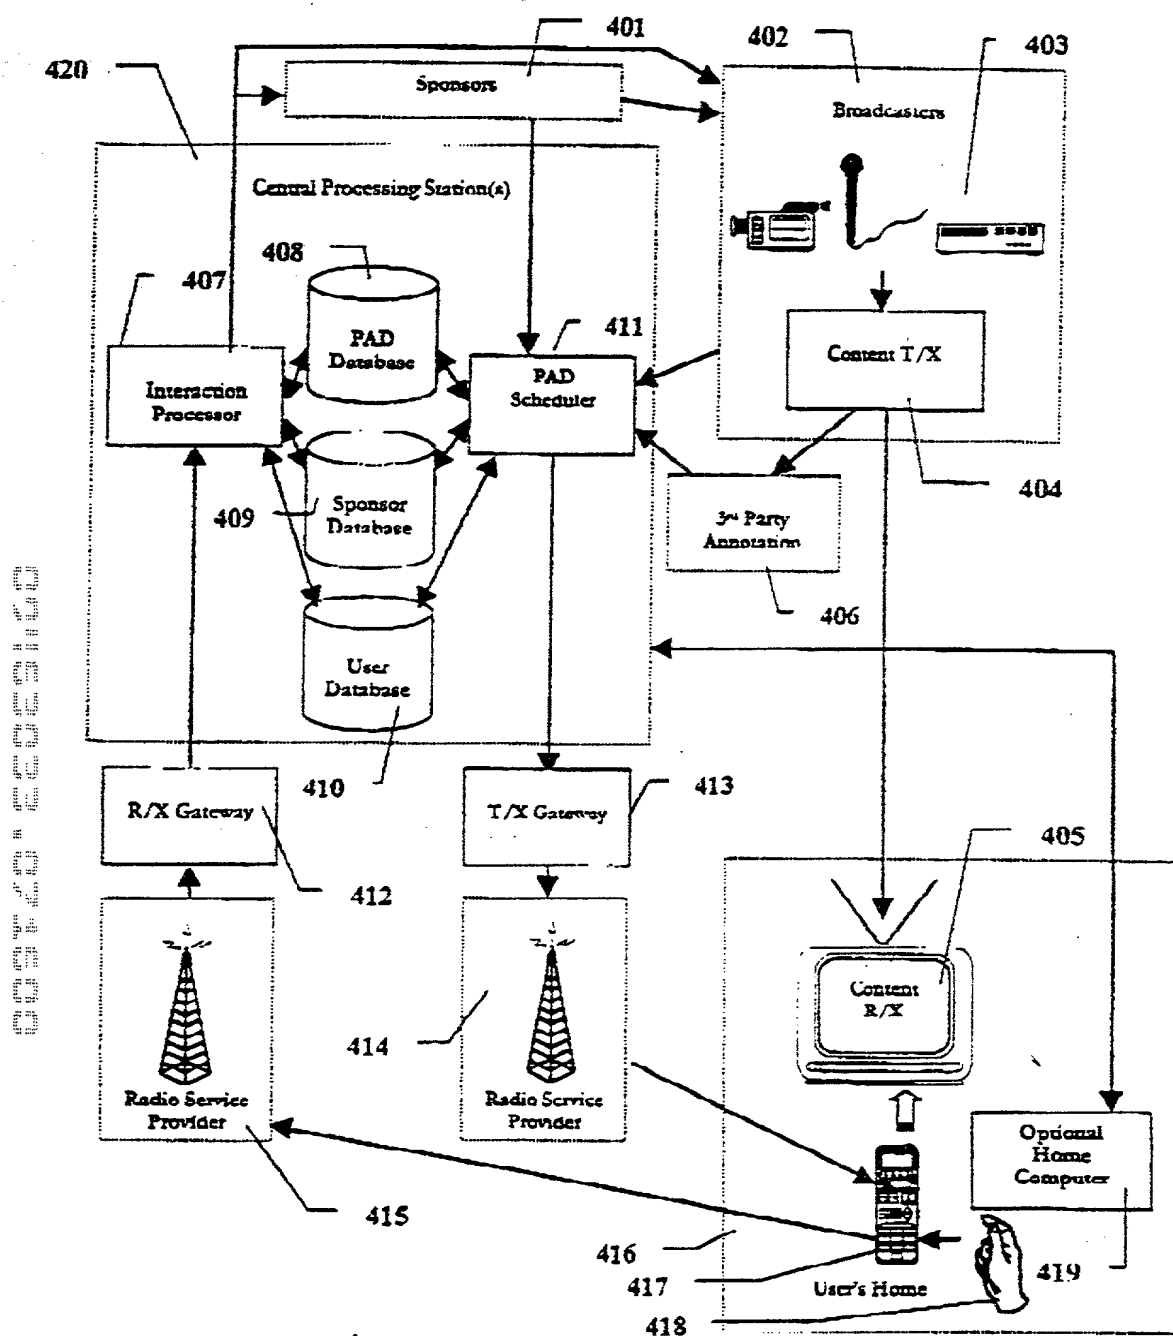 401
402
403
420
Sponsors
Broadcasters
Central Processing Station(s)
408
407
411
PAD
Database
Content T/X
PAD
Scheduler
Interaction
Processor
404
409
Sponsor
Database
3rd Party
Annotation
406
User
Database
410
413
R/X Gateway
T/X Gateway
405
412
Content
R/X
414
Radio Service
Provider
Radio Service
Provider
Optional
Home
Computer
415
416
417
419
User's Home
418